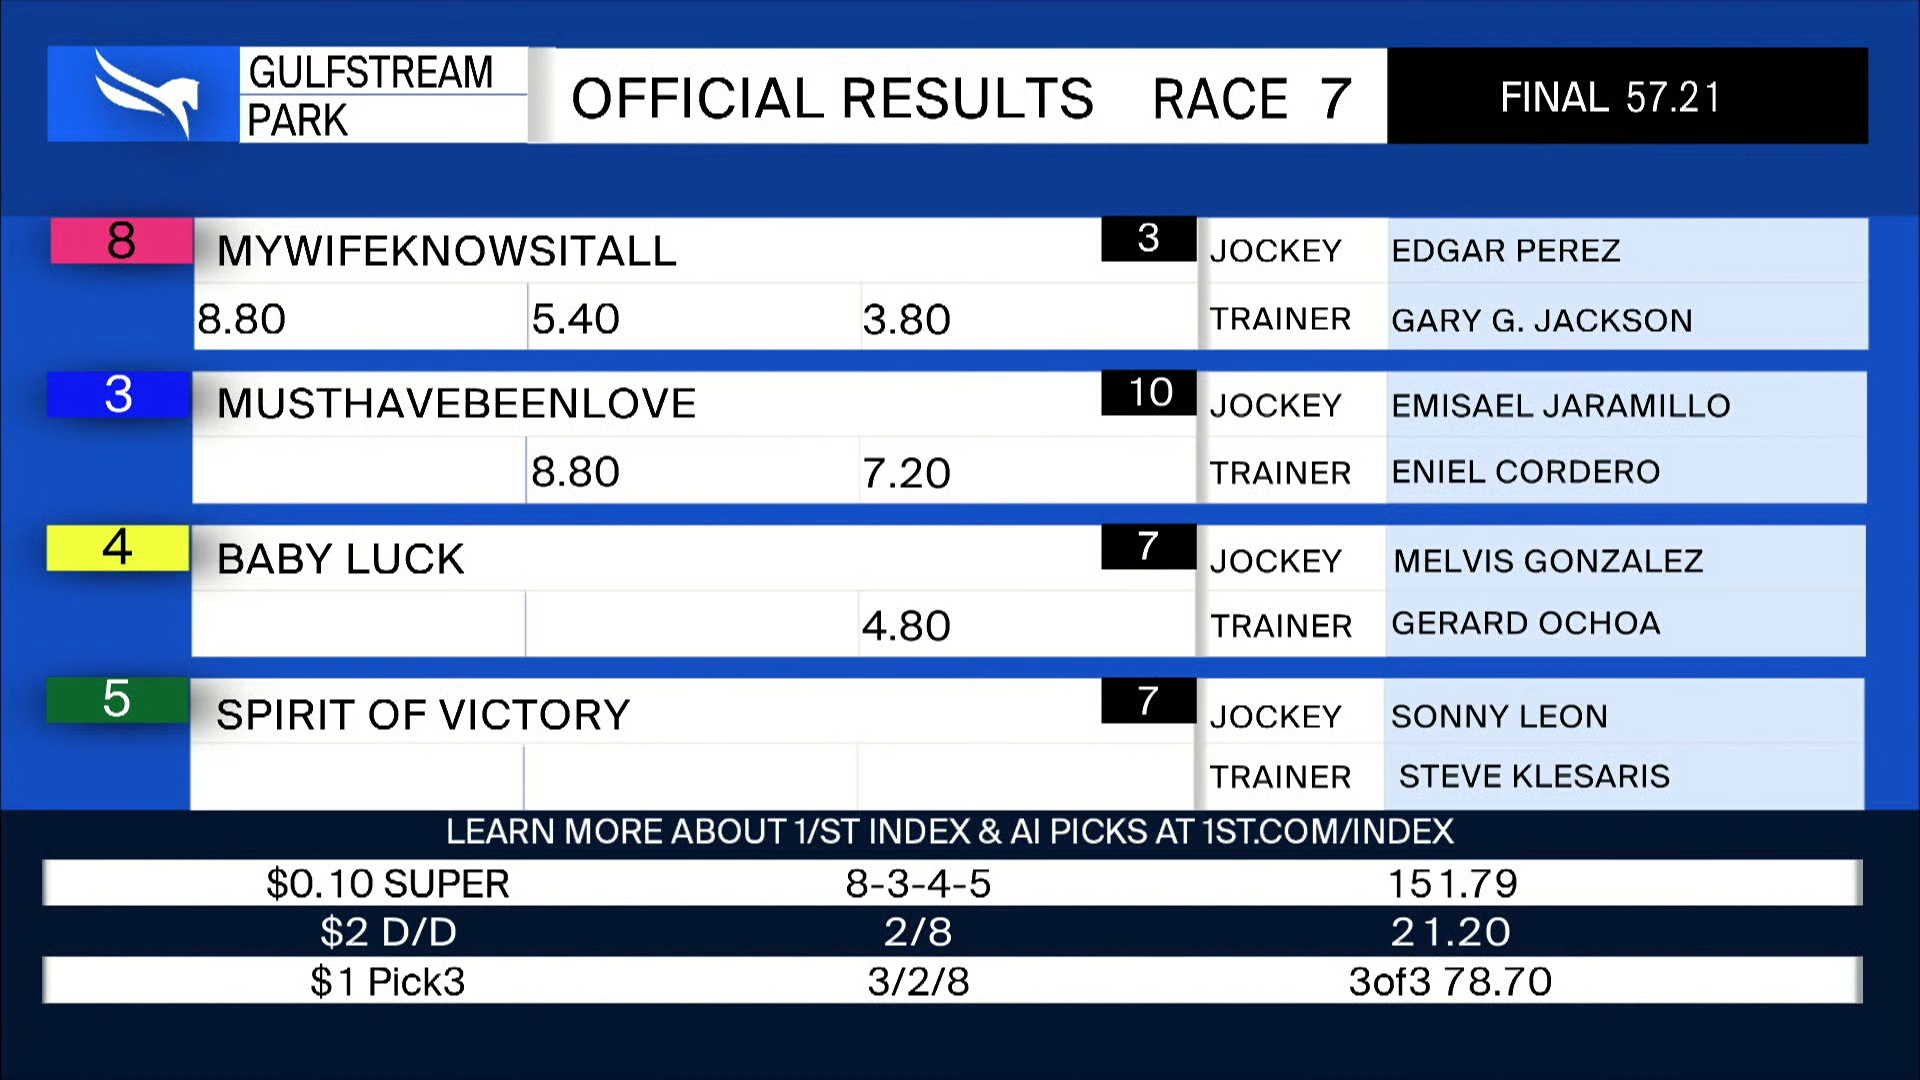 GULFSTREAM
PARK
OFFICIAL RESULTS RACE 7
FINAL 57.21
8 MYWIFEKNOWSITALL 3 JOCKEY EDGAR PEREZ
8.80 5.40 3.80 TRAINER GARY G. JACKSON
3 MUSTHAVEBEENLOVE 10 JOCKEY EMISAEL JARAMILLO
8.80 7.20 TRAINER ENIEL CORDERO
4 BABY LUCK 7 JOCKEY MELVIS GONZALEZ
4.80 TRAINER GERARD OCHOA
5 SPIRIT OF VICTORY 7 JOCKEY SONNY LEON
TRAINER STEVE KLESARIS
LEARN MORE ABOUT 1/ST INDEX & AI PICKS AT 1ST.COM/INDEX
$0.10 SUPER 8-3-4-5 151.79
$2 D/D 2/8 21.20
$1 Pick3 3/2/8 3of3 78.70